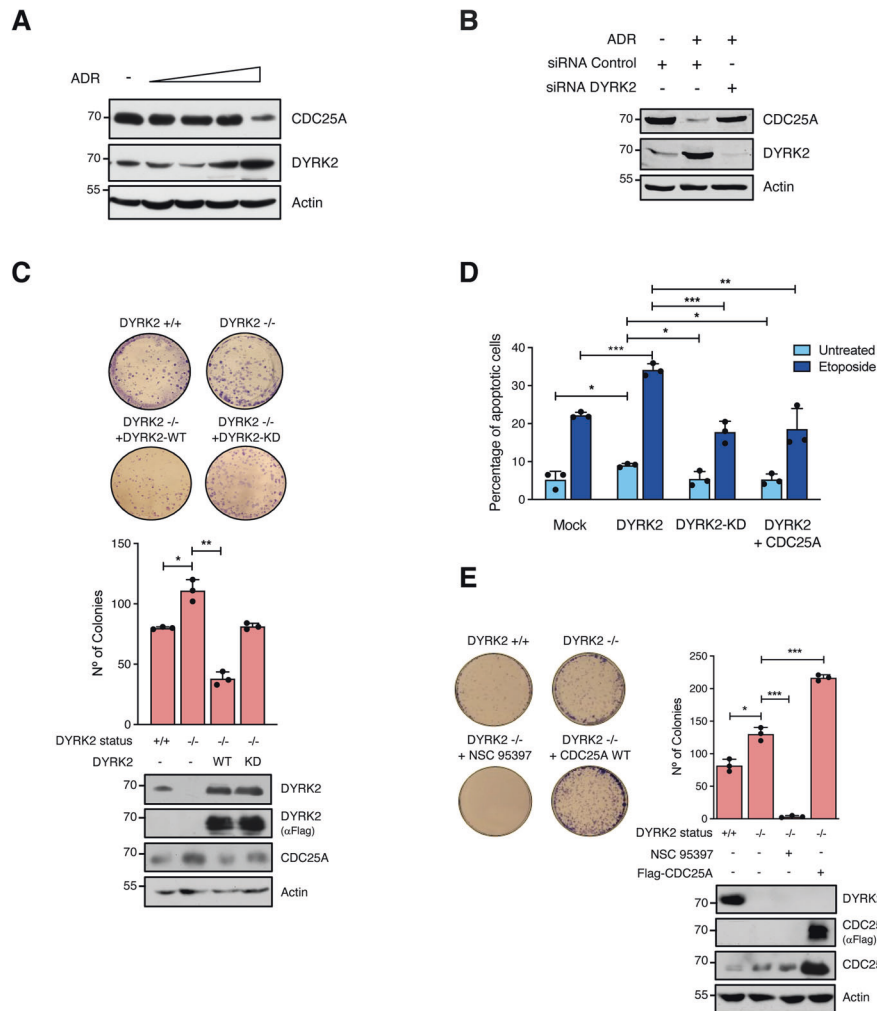 A
ADR
-
70
CDC25A
70
DYRK2
55
Actin
B
ADR - + +
siRNA Control + + -
siRNA DYRK2 - - +
70
CDC25A
70
DYRK2
55
Actin
C
DYRK2 +/+ DYRK2 -/-
DYRK2 -/- DYRK2 -/-
+DYRK2-WT +DYRK2-KD
Nº of Colonies
150
100
50
0
* **
DYRK2 status +/+ -/- -/- -/-
DYRK2 - - WT KD
70
DYRK2
70
DYRK2
(αFlag)
70
CDC25A
55
Actin
D
Percentage of apoptotic cells
40
30
20
10
0
**
***
*
*
***
*
Untreated
Etoposide
Mock DYRK2 DYRK2-KD DYRK2
+ CDC25A
E
DYRK2 +/+ DYRK2 -/-
DYRK2 -/- DYRK2 -/-
+ NSC 95397 + CDC25A WT
Nº of Colonies
250
200
150
100
50
0
***
***
*
DYRK2 status +/+ -/- -/- -/-
NSC 95397 - - + -
Flag-CDC25A - - - +
70
DYRK
70
CDC25
(αFlag)
70
CDC25
55
Actin